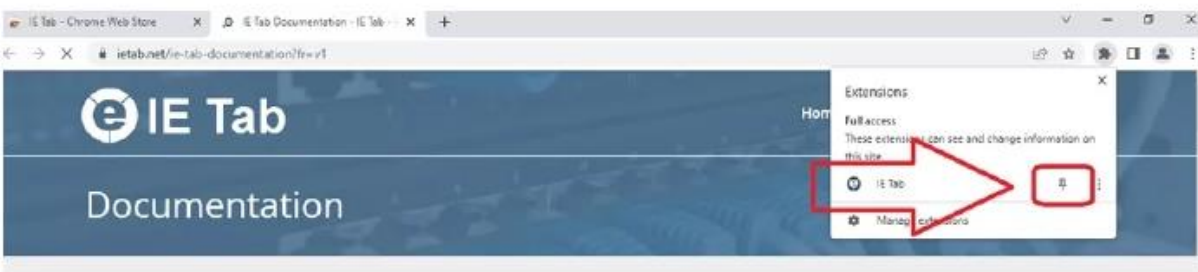 IE Tab - Chrome Web Store
IE Tab Documentation - IE Tab -
ietab.net/ie-tab-documentation?fr=v1
IE Tab
Hom
Documentation
Extensions
Full access
These extensions can see and change information on
this site.
IE Tab
Manage extensions